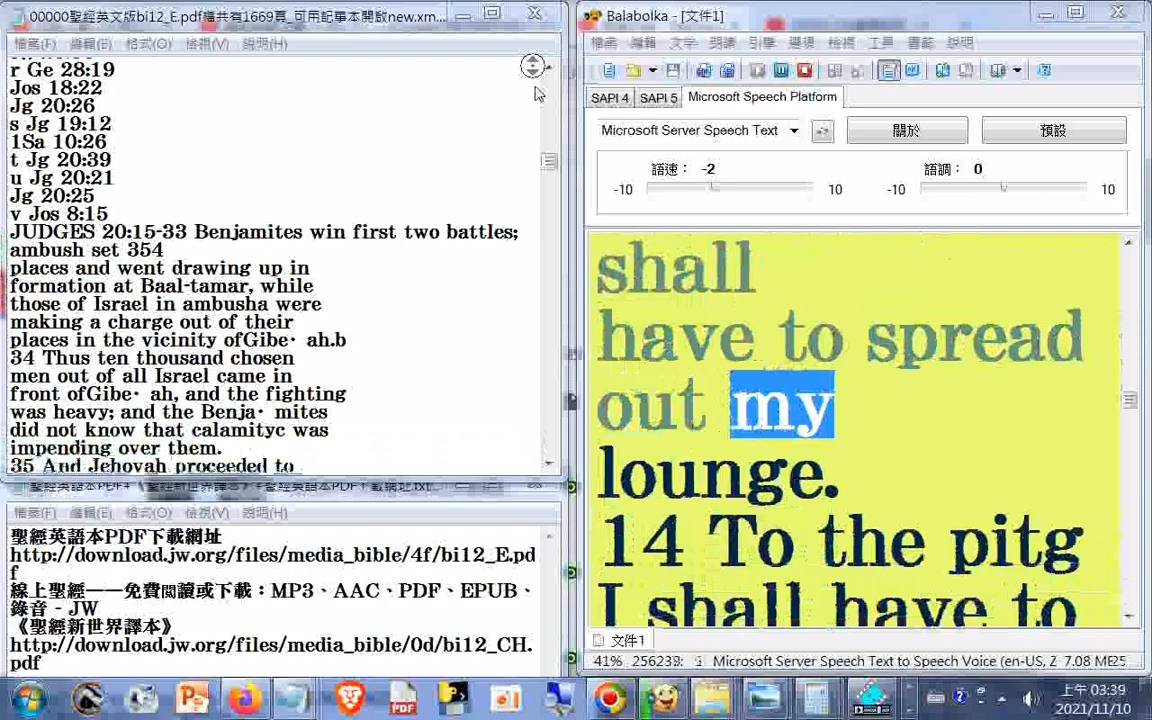 00000聖經英文版bi12_E.pdf檔共有1669頁_可用記事本開啟new.xm...
檔案(F) 編輯(E) 格式(O) 檢視(V) 說明(H)
r Ge 28:19
Jos 18:22
Jg 20:26
s Jg 19:12
1Sa 10:26
t Jg 20:39
u Jg 20:21
Jg 20:25
v Jos 8:15
JUDGES 20:15-33 Benjamites win first two battles;
ambush set 354
places and went drawing up in
formation at Baal-tamar, while
those of Israel in ambusha were
making a charge out of their
places in the vicinity ofGibe· ah.b
34 Thus ten thousand chosen
men out of all Israel came in
front ofGibe· ah, and the fighting
was heavy; and the Benja· mites
did not know that calamityc was
impending over them.
35 And Jehovah proceeded to
檔案(F) 編輯(E) 格式(O) 檢視(V) 說明(H)
聖經英語本PDF下載網址
http://download.jw.org/files/media_bible/4f/bi12_E.pd
f
線上聖經——免費閱讀或下載：MP3、AAC、PDF、EPUB、
錄音 - JW
《聖經新世界譯本》
http://download.jw.org/files/media_bible/0d/bi12_CH.
pdf
Balabolka - [文件1]
檔案 編輯 文字 朗讀 引擎 選項 檢視 工具 書籤 說明
SAPI 4 SAPI 5 Microsoft Speech Platform
Microsoft Server Speech Text 關於 預設
語速： -2 語調： 0
-10 10 -10 10
shall
have to spread
out my
lounge.
14 To the pitg
I shall have to
文件1
41% Microsoft Server Speech Text to Speech Voice (en-US, Z 7.08 ME
上午 03:39
2021/11/10